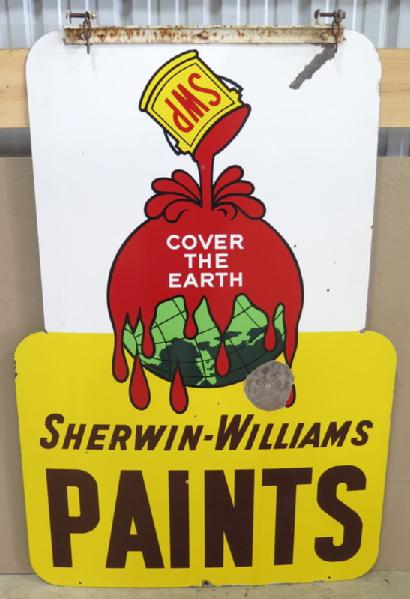 SWP
COVER
THE
EARTH
SHERWIN-WILLIAMS
PAINTS